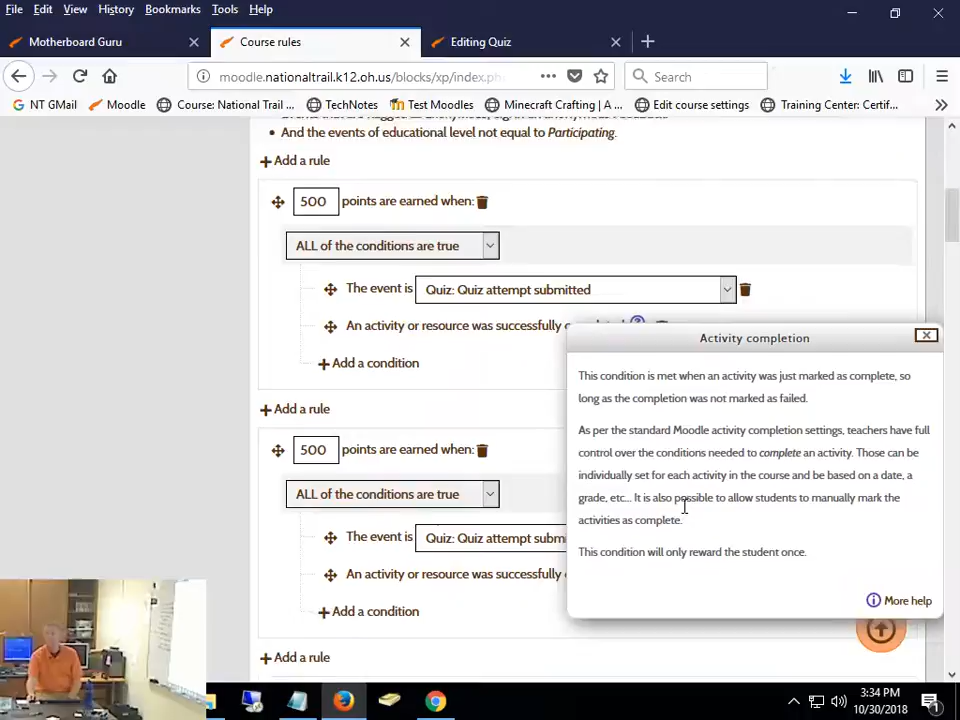 File Edit View History Bookmarks Tools Help
Motherboard Guru
Course rules
Editing Quiz
moodle.nationaltrail.k12.oh.us/blocks/xp/index.ph
Search
NT GMail Moodle Course: National Trail ... TechNotes Test Moodles Minecraft Crafting | A ... Edit course settings Training Center: Certif...
And the events of educational level not equal to Participating.
Add a rule
500 points are earned when:
ALL of the conditions are true
The event is Quiz: Quiz attempt submitted
An activity or resource was successfully
Add a condition
Add a rule
500 points are earned when:
ALL of the conditions are true
The event is Quiz: Quiz attempt subm
An activity or resource was successfully
Add a condition
Add a rule
Activity completion
This condition is met when an activity was just marked as complete, so
long as the completion was not marked as failed.
As per the standard Moodle activity completion settings, teachers have full
control over the conditions needed to complete an activity. Those can be
individually set for each activity in the course and be based on a date, a
grade, etc... It is also possible to allow students to manually mark the
activities as complete.
This condition will only reward the student once.
More help
3:34 PM
10/30/2018
1